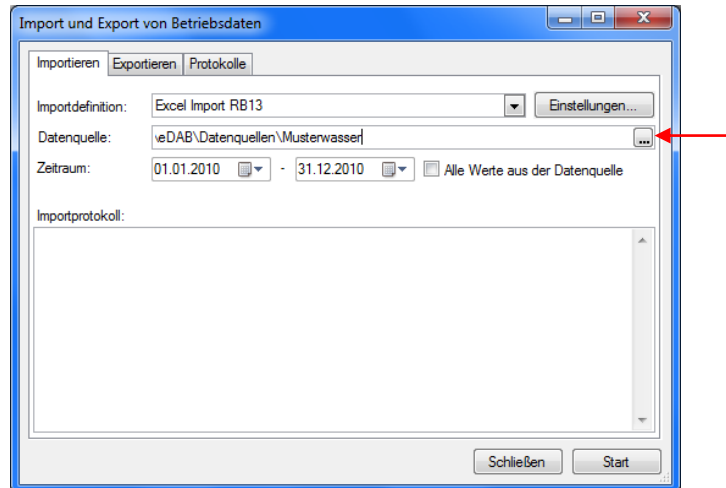 Import und Export von Betriebsdaten
Importieren Exportieren Protokolle
Importdefinition: Excel Import RB13 Einstellungen...
Datenquelle: \eDAB\Datenquellen\Musterwasser ...
Zeitraum: 01.01.2010 - 31.12.2010 Alle Werte aus der Datenquelle
Importprotokoll:
Schließen Start